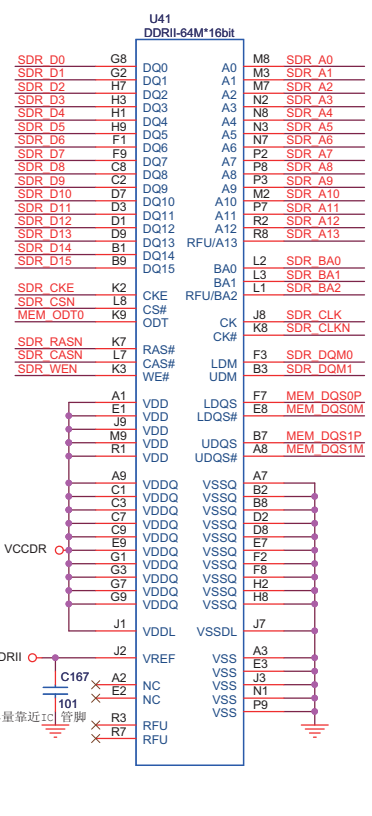 U41
DDRII-64M*16bit
SDR_D0 G8 DQ0 A0 M8 SDR_A0
SDR_D1 G2 DQ1 A1 M3 SDR_A1
SDR_D2 H7 DQ2 A2 M7 SDR_A2
SDR_D3 H3 DQ3 A3 N2 SDR_A3
SDR_D4 H1 DQ4 A4 N8 SDR_A4
SDR_D5 H9 DQ5 A5 N3 SDR_A5
SDR_D6 F1 DQ6 A6 N7 SDR_A6
SDR_D7 F9 DQ7 A7 P2 SDR_A7
SDR_D8 C8 DQ8 A8 P8 SDR_A8
SDR_D9 C2 DQ9 A9 P3 SDR_A9
SDR_D10 D7 DQ10 A10 M2 SDR_A10
SDR_D11 D3 DQ11 A11 P7 SDR_A11
SDR_D12 D1 DQ12 A12 R2 SDR_A12
SDR_D13 D9 DQ13 RFU/A13 R8 SDR_A13
SDR_D14 B1 DQ14
SDR_D15 B9 DQ15 BA0 L2 SDR_BA0
BA1 L3 SDR_BA1
SDR_CKE K2 CKE RFU/BA2 L1 SDR_BA2
SDR_CSN L8 CS#
MEM_ODT0 K9 ODT CK J8 SDR_CLK
CK# K8 SDR_CLKN
SDR_RASN K7 RAS#
SDR_CASN L7 CAS# LDM F3 SDR_DQM0
SDR_WEN K3 WE# UDM B3 SDR_DQM1
A1 VDD LDQS F7 MEM_DQS0P
E1 VDD LDQS# E8 MEM_DQS0M
J9 VDD
M9 VDD UDQS B7 MEM_DQS1P
R1 VDD UDQS# A8 MEM_DQS1M
A9 VDDQ VSSQ A7
C1 VDDQ VSSQ B2
C3 VDDQ VSSQ B8
C7 VDDQ VSSQ D2
C9 VDDQ VSSQ D8
VCCDR E9 VDDQ VSSQ E7
G1 VDDQ VSSQ F2
G3 VDDQ VSSQ F8
G7 VDDQ VSSQ H2
G9 VDDQ VSSQ H8
J1 VDDL VSSDL J7
DRII J2 VREF VSS A3
VSS E3
C167 A2 NC VSS J3
101 E2 NC VSS N1
VSS P9
量靠近IC 管脚 R3 RFU
R7 RFU